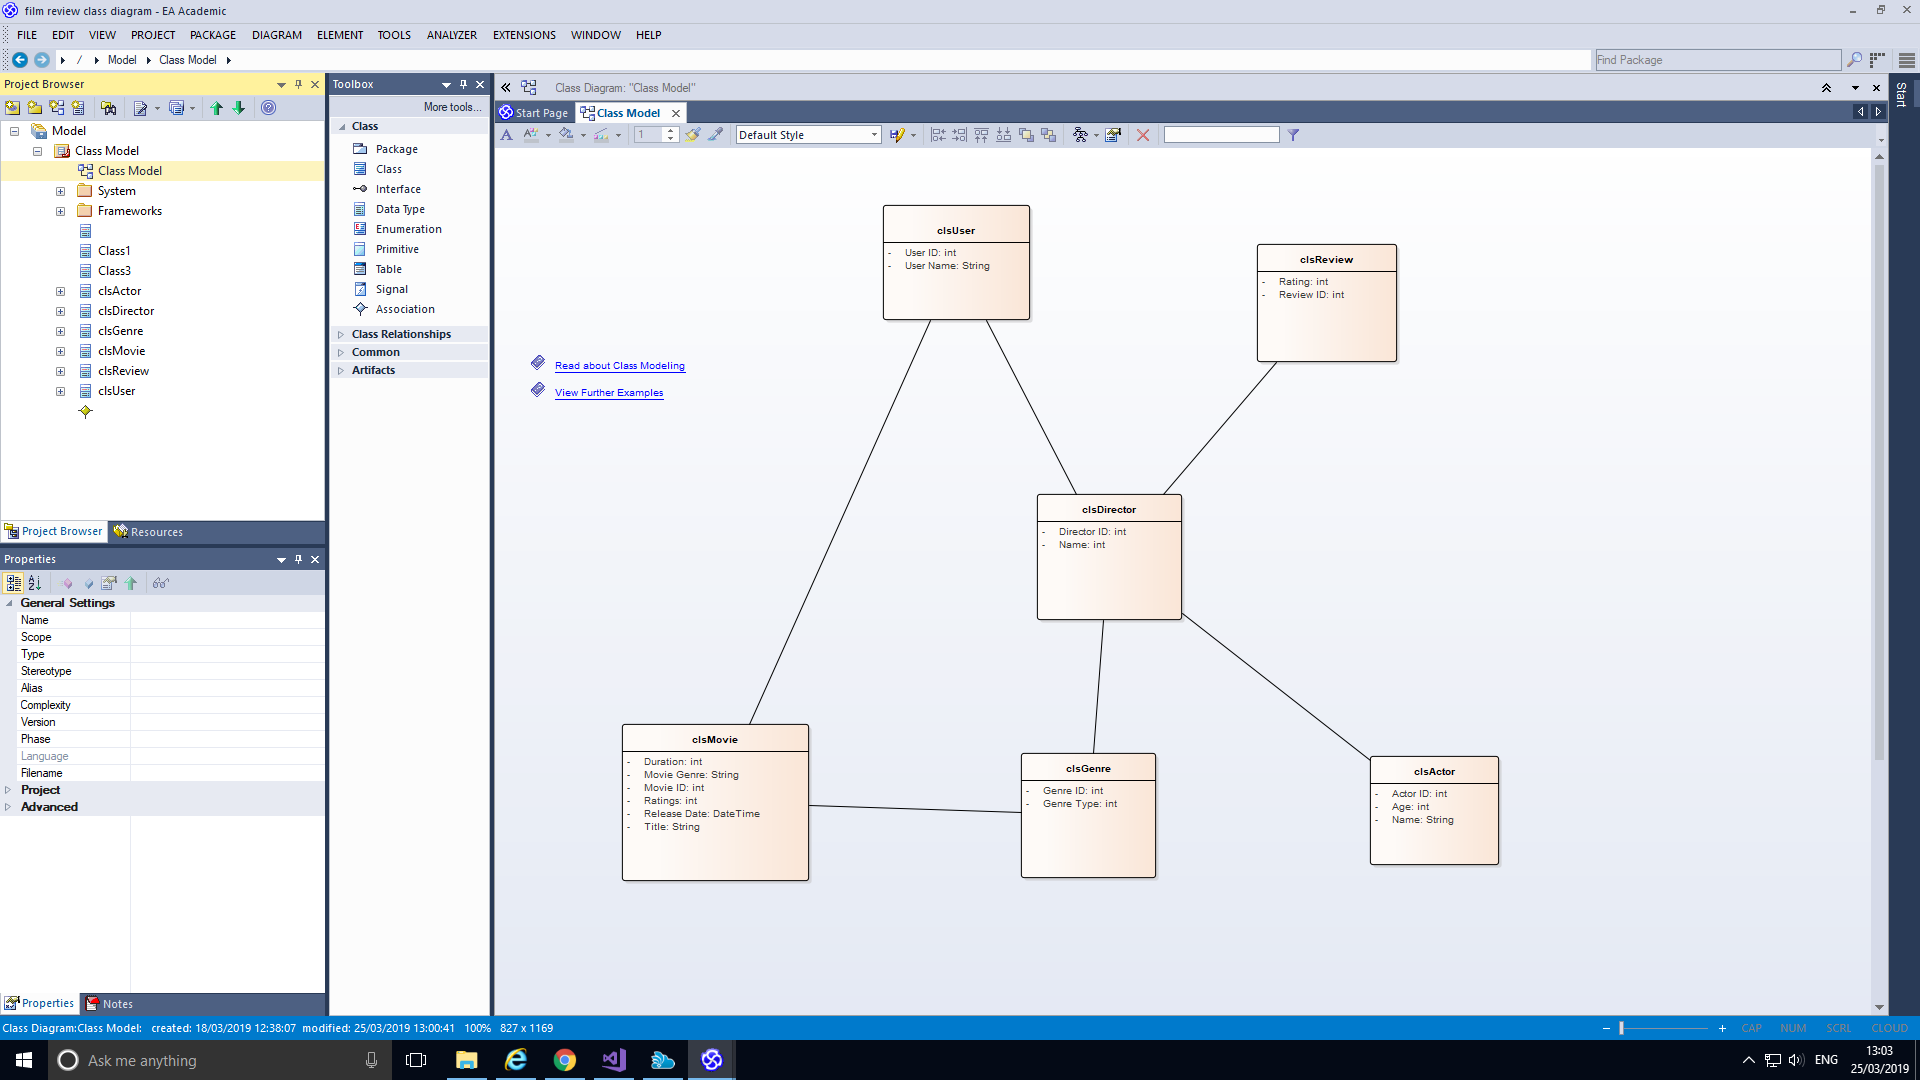 film review class diagram - EA Academic
FILE EDIT VIEW PROJECT PACKAGE DIAGRAM ELEMENT TOOLS ANALYZER EXTENSIONS WINDOW HELP
/ Model Class Model
Find Package
Project Browser
Model
Class Model
Class Model
System
Frameworks
Class1
Class3
clsActor
clsDirector
clsGenre
clsMovie
clsReview
clsUser
Project Browser
Resources
Properties
General Settings
Name
Scope
Type
Stereotype
Alias
Complexity
Version
Phase
Language
Filename
Project
Advanced
Properties
Notes
Toolbox
More tools...
Class
Package
Class
Interface
Data Type
Enumeration
Primitive
Table
Signal
Association
Class Relationships
Common
Artifacts
Class Diagram: "Class Model"
Start Page
Class Model
1
Default Style
Start
clsUser
- User ID: int
- User Name: String
clsReview
- Rating: int
- Review ID: int
Read about Class Modeling
View Further Examples
clsDirector
- Director ID: int
- Name: int
clsMovie
- Duration: int
- Movie Genre: String
- Movie ID: int
- Ratings: int
- Release Date: DateTime
- Title: String
clsGenre
- Genre ID: int
- Genre Type: int
clsActor
- Actor ID: int
- Age: int
- Name: String
Class Diagram:Class Model: created: 18/03/2019 12:38:07 modified: 25/03/2019 13:00:41 100% 827 x 1169
CAP NUM SCRL CLOUD
Ask me anything
ENG
13:03
25/03/2019